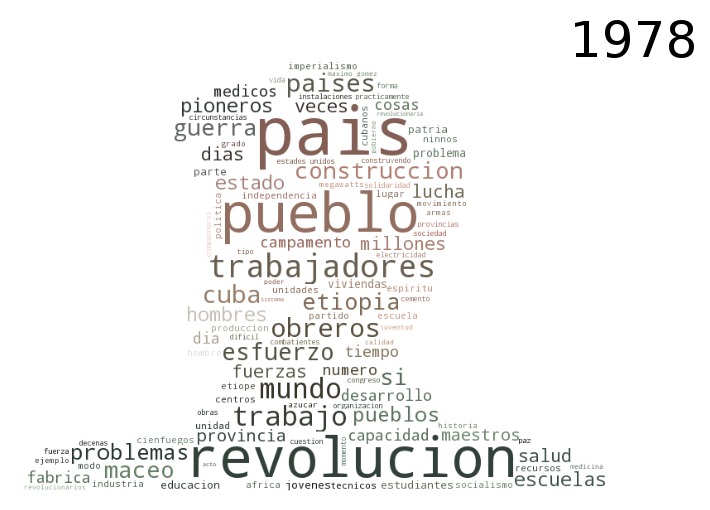 1978
imperialismo
maximo gomez
vida
paises
forma
medicos
instalaciones practicamente
pioneros
veces
cosas
circunstancias
revolucionaria
guerra
pais
cubanos
gobierno
patria
ninnos
grado
dias
estados unidos
construyendo
problema
parte
construccion
estado
megavatts
solidaridad
lucha
independencia
lugar
politica
pueblo
movimiento
armas
provincias
sociedad
campamento
millones
tipo
electricidad
trabajadores
poder
viviendas
unidades
espiritu
cuba
sistema
etiopia
cemento
hombres
partido
escuela
produccion
obreros
juventud
dia
dificil
combatientes
calidad
hombre
esfuerzo
tiempo
fuerzas
numero
congreso
si
etiope
mundo
desarrollo
centros
azucar
organizacion
obras
trabajo
pueblos
unidad
historia
provincia
capacidad
maestros
paz
cienfuegos
cuestion
decenas
fuerza
problemas
revolucion
momento
salud
ejemplo
modo
maceo
acto
recursos
medicina
fabrica
escuelas
revolucionarios
industria
educacion
africa
jovenes
tecnicos
estudiantes
socialismo